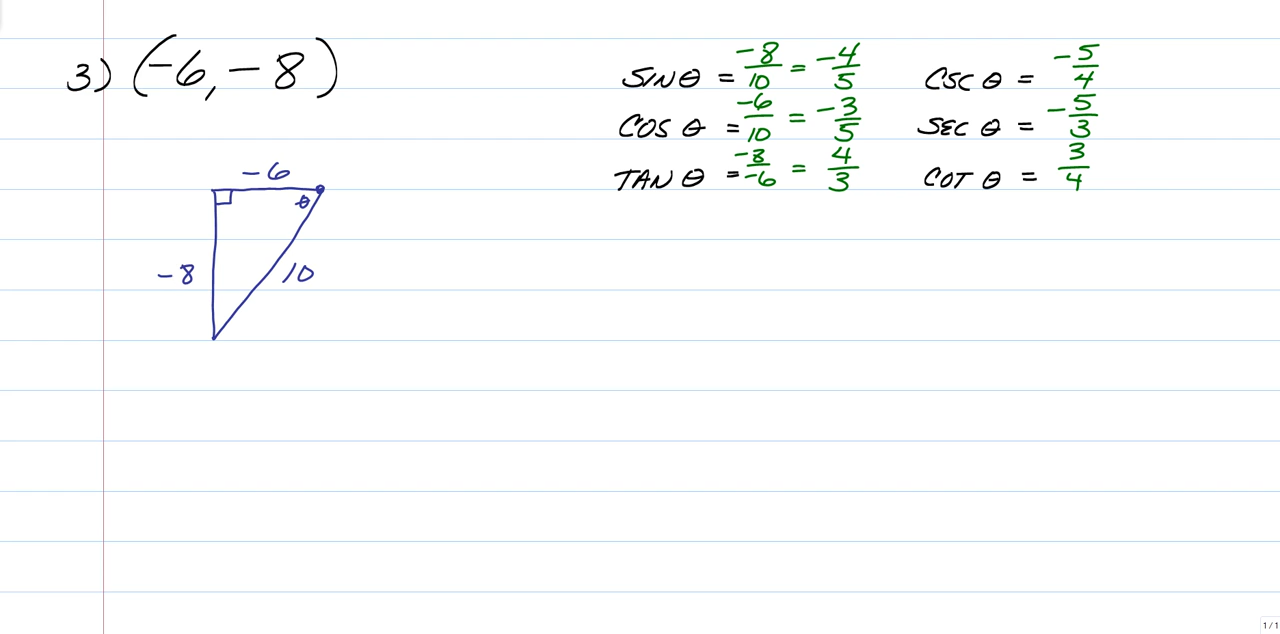 3) (-6, -8)
SIN θ = -8/10 = -4/5
CSC θ = -5/4
COS θ = -6/10 = -3/5
SEC θ = -5/3
TAN θ = -8/-6 = 4/3
COT θ = 3/4
-6
θ
-8
10
1/1